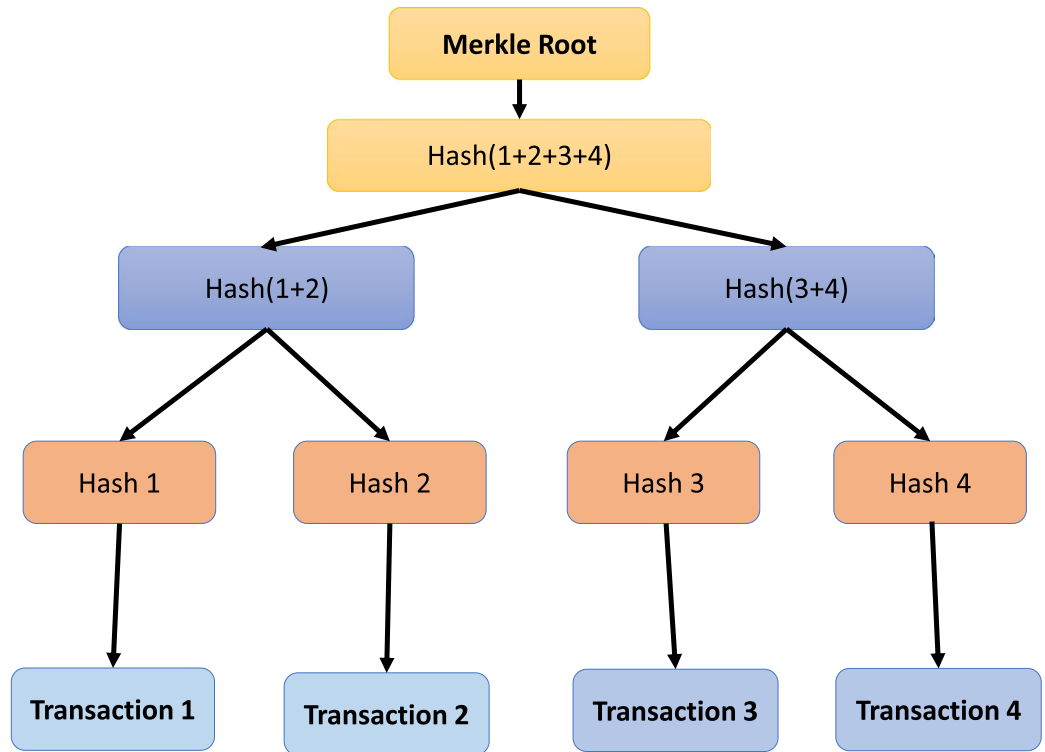 Merkle Root
Hash(1+2+3+4)
Hash(1+2)
Hash(3+4)
Hash 1
Hash 2
Hash 3
Hash 4
Transaction 1
Transaction 2
Transaction 3
Transaction 4